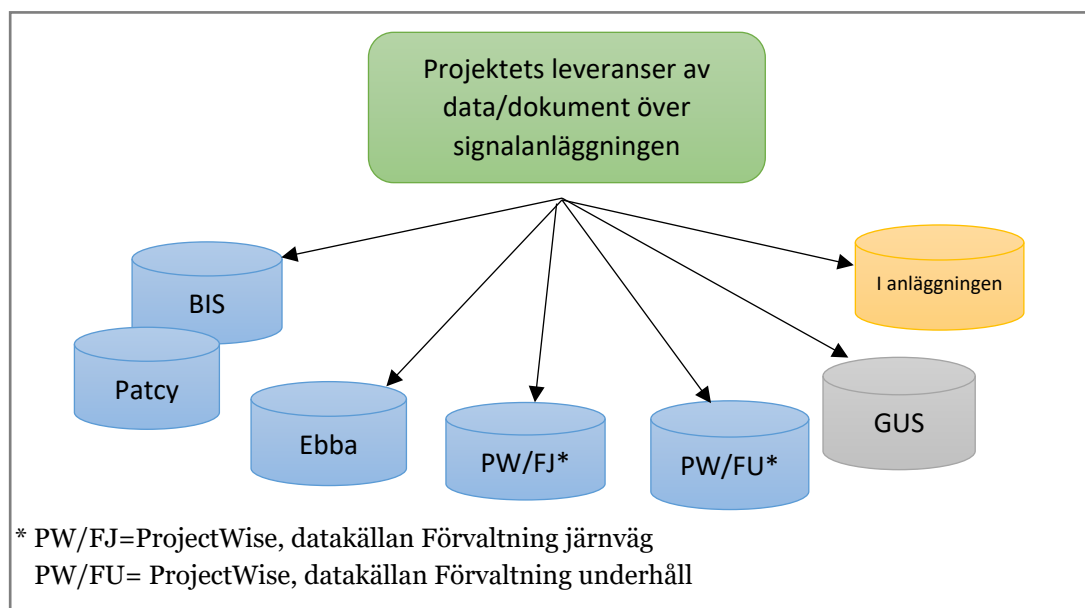 Projektets leveranser av
data/dokument över
signalanläggningen
BIS
I anläggningen
Patcy
Ebba
PW/FJ*
PW/FU*
GUS
* PW/FJ=ProjectWise, datakällan Förvaltning järnväg
PW/FU= ProjectWise, datakällan Förvaltning underhåll